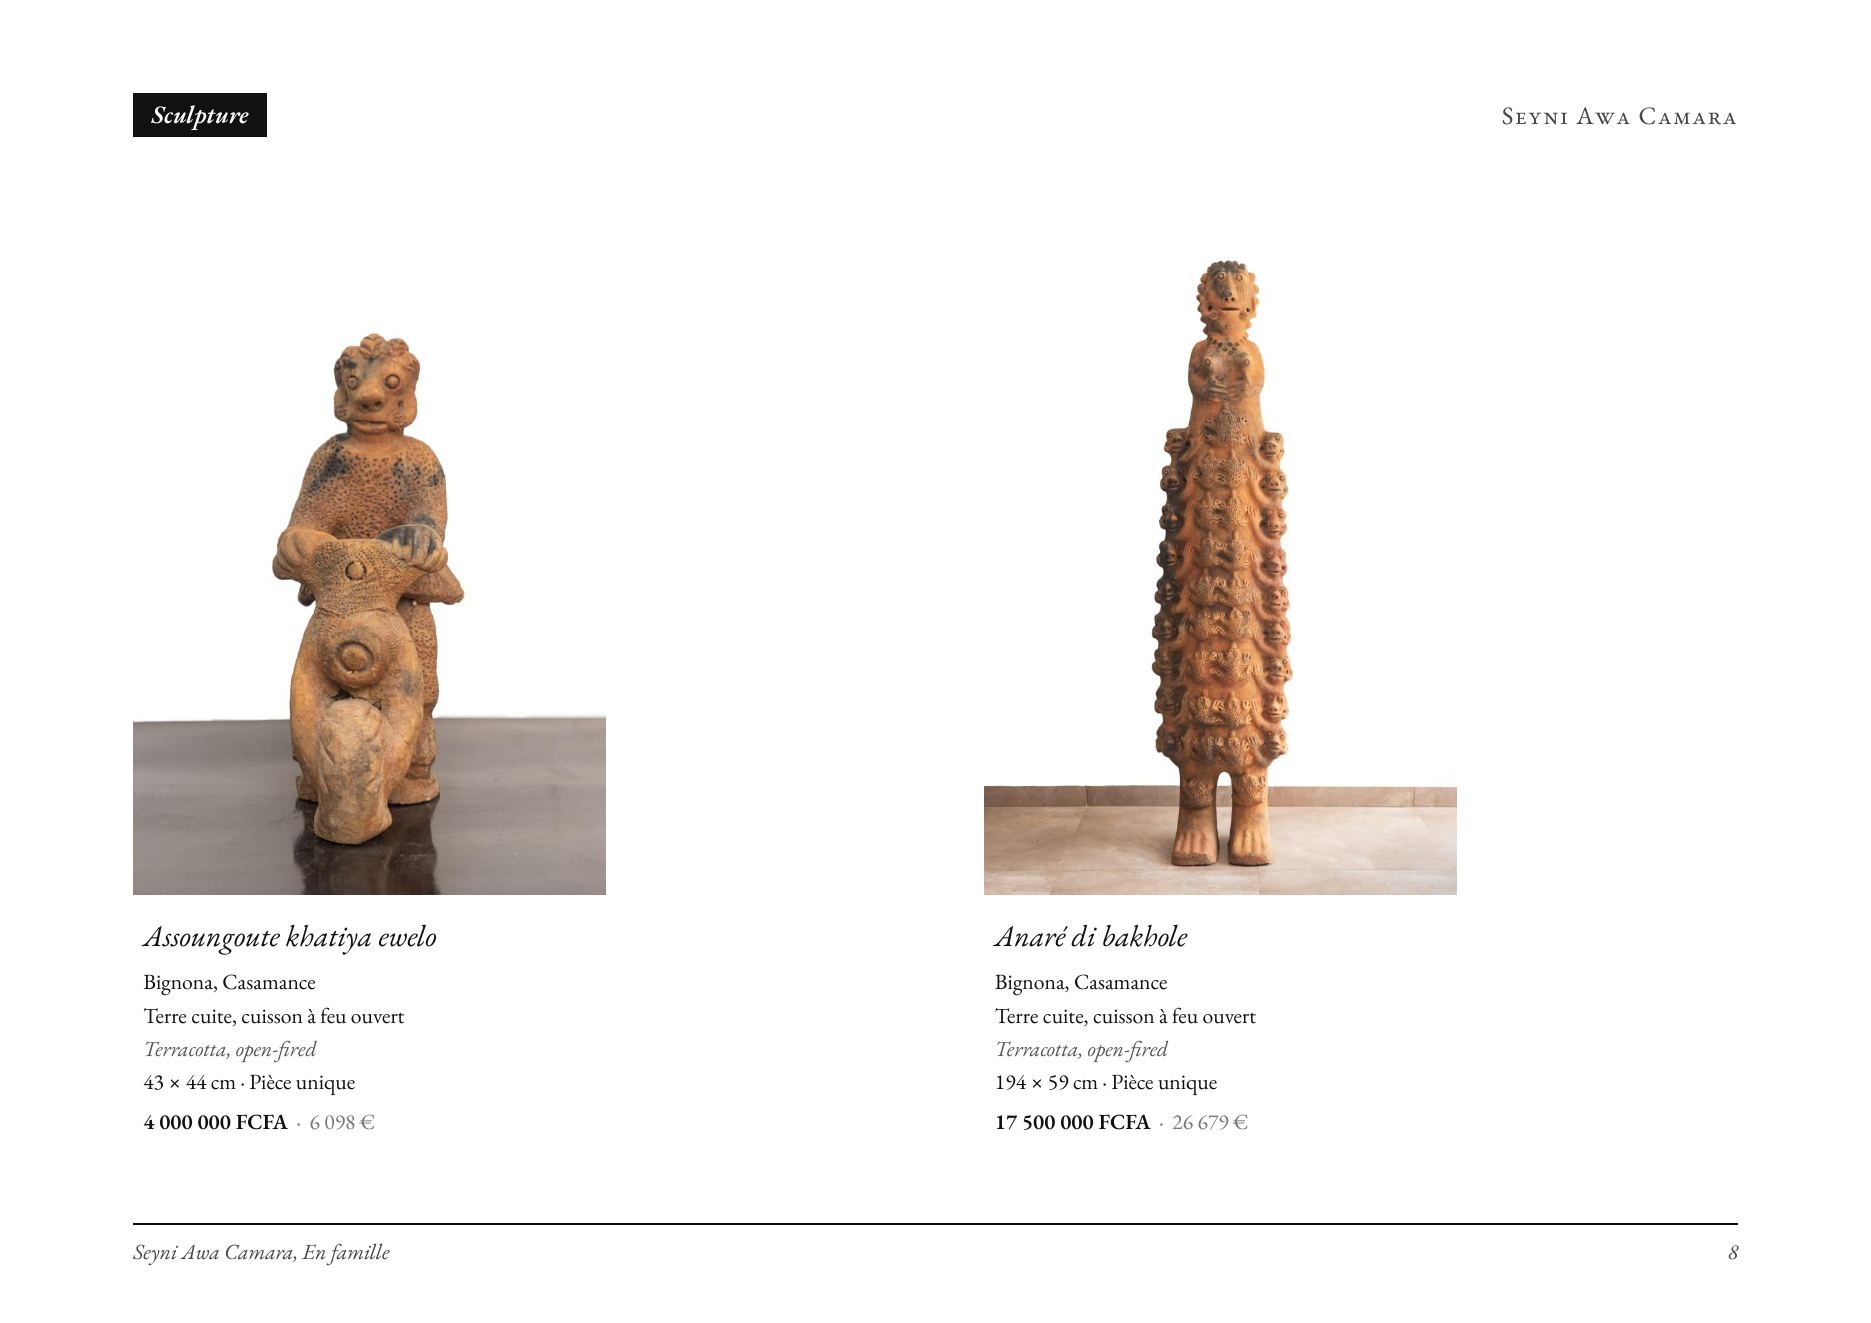 Sculpture
Seyni Awa Camara
Assoungoute khatiya ewelo
Bignona, Casamance
Terre cuite, cuisson à feu ouvert
Terracotta, open-fired
43 × 44 cm · Pièce unique
4 000 000 FCFA · 6 098 €
Anaré di bakhole
Bignona, Casamance
Terre cuite, cuisson à feu ouvert
Terracotta, open-fired
194 × 59 cm · Pièce unique
17 500 000 FCFA · 26 679 €
Seyni Awa Camara, En famille
8